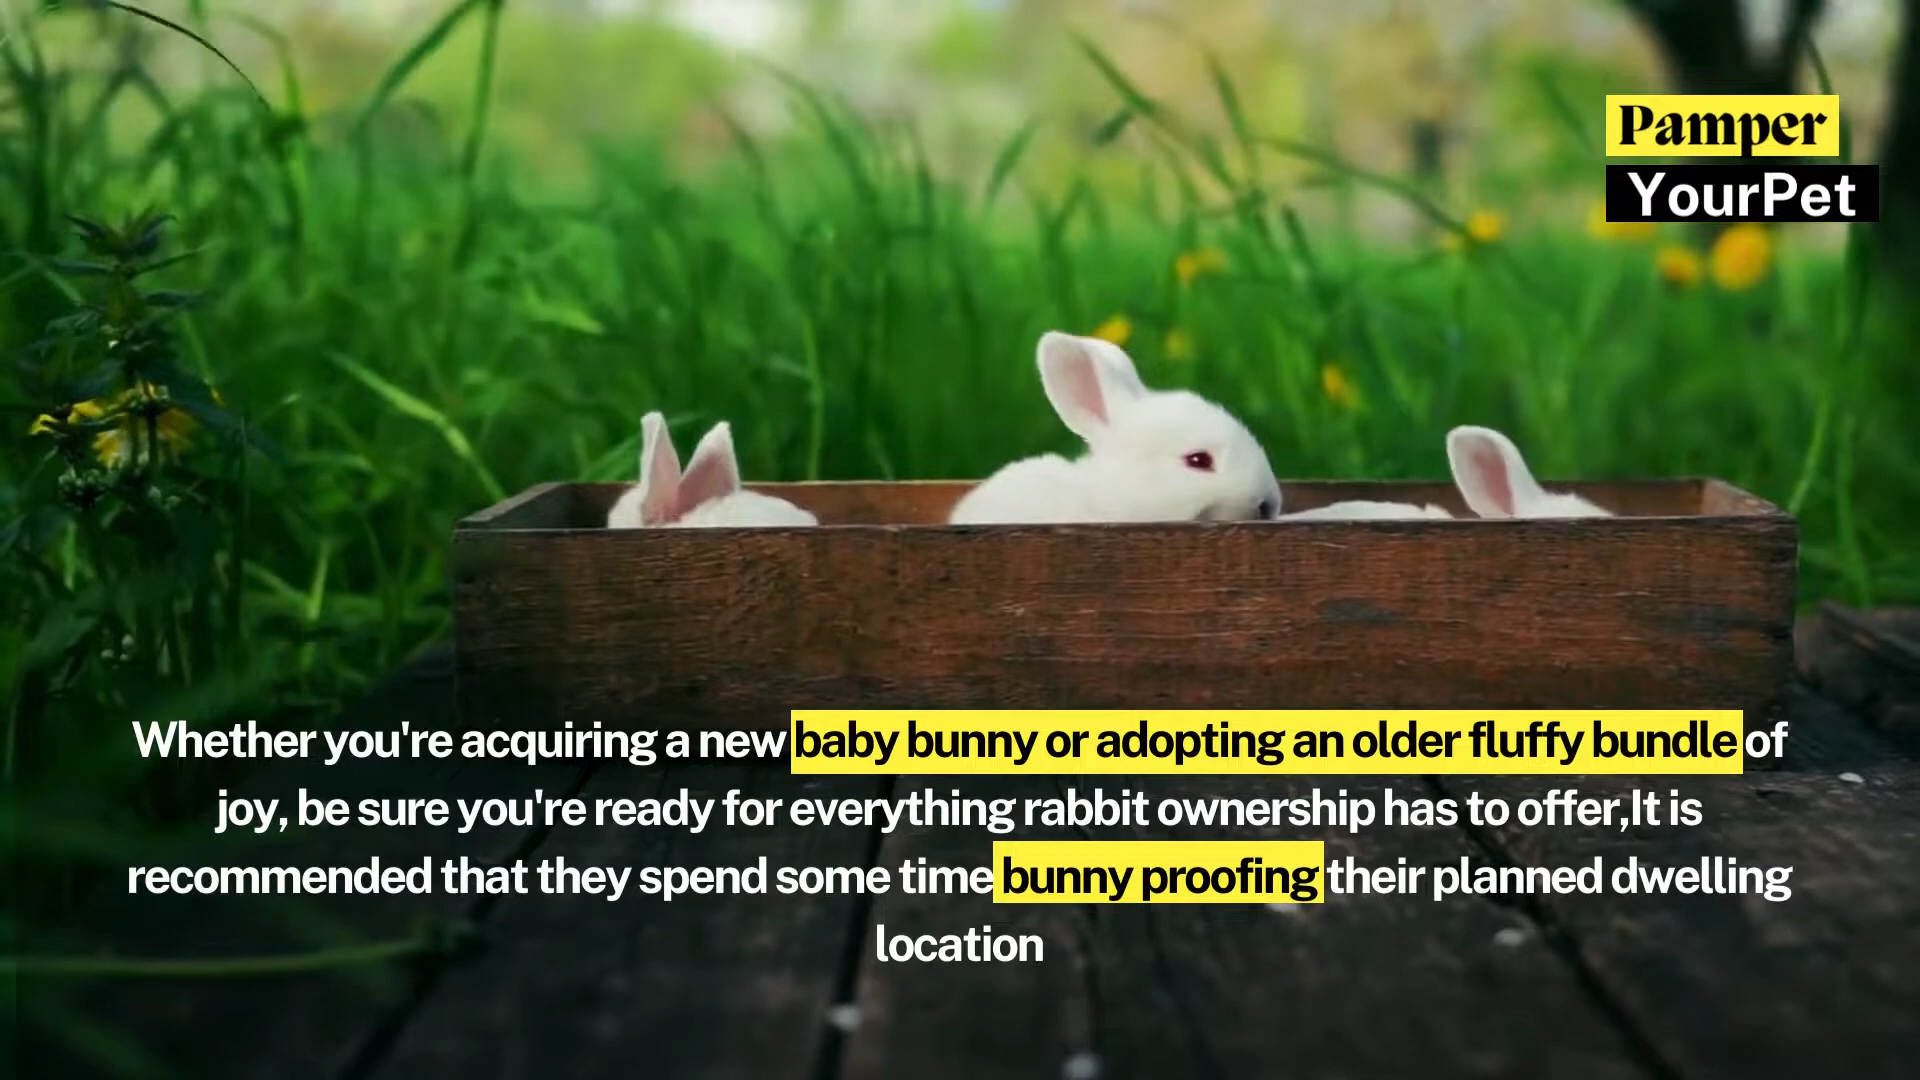 Pamper
YourPet
Whether you're acquiring a new baby bunny or adopting an older fluffy bundle of
joy, be sure you're ready for everything rabbit ownership has to offer,It is
recommended that they spend some time bunny proofing their planned dwelling
location